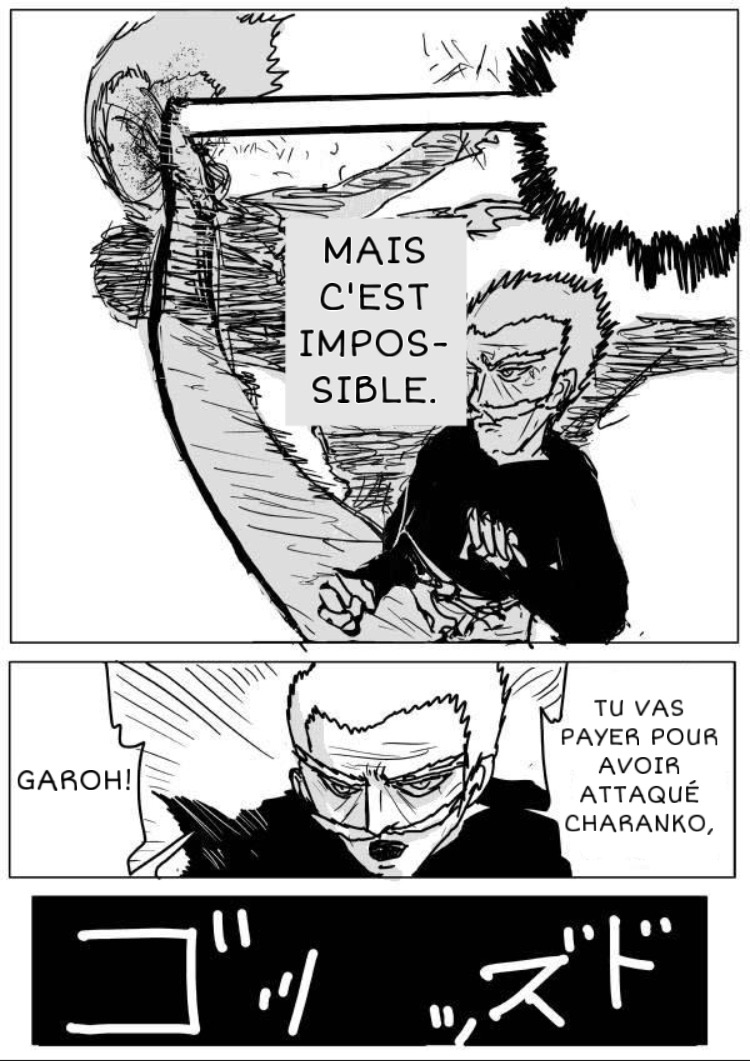 MAIS
C'EST
IMPOS-
SIBLE.
TU VAS
PAYER POUR
AVOIR
ATTAQUÉ
CHARANKO,
GAROH!
ドズッ
ゴッ